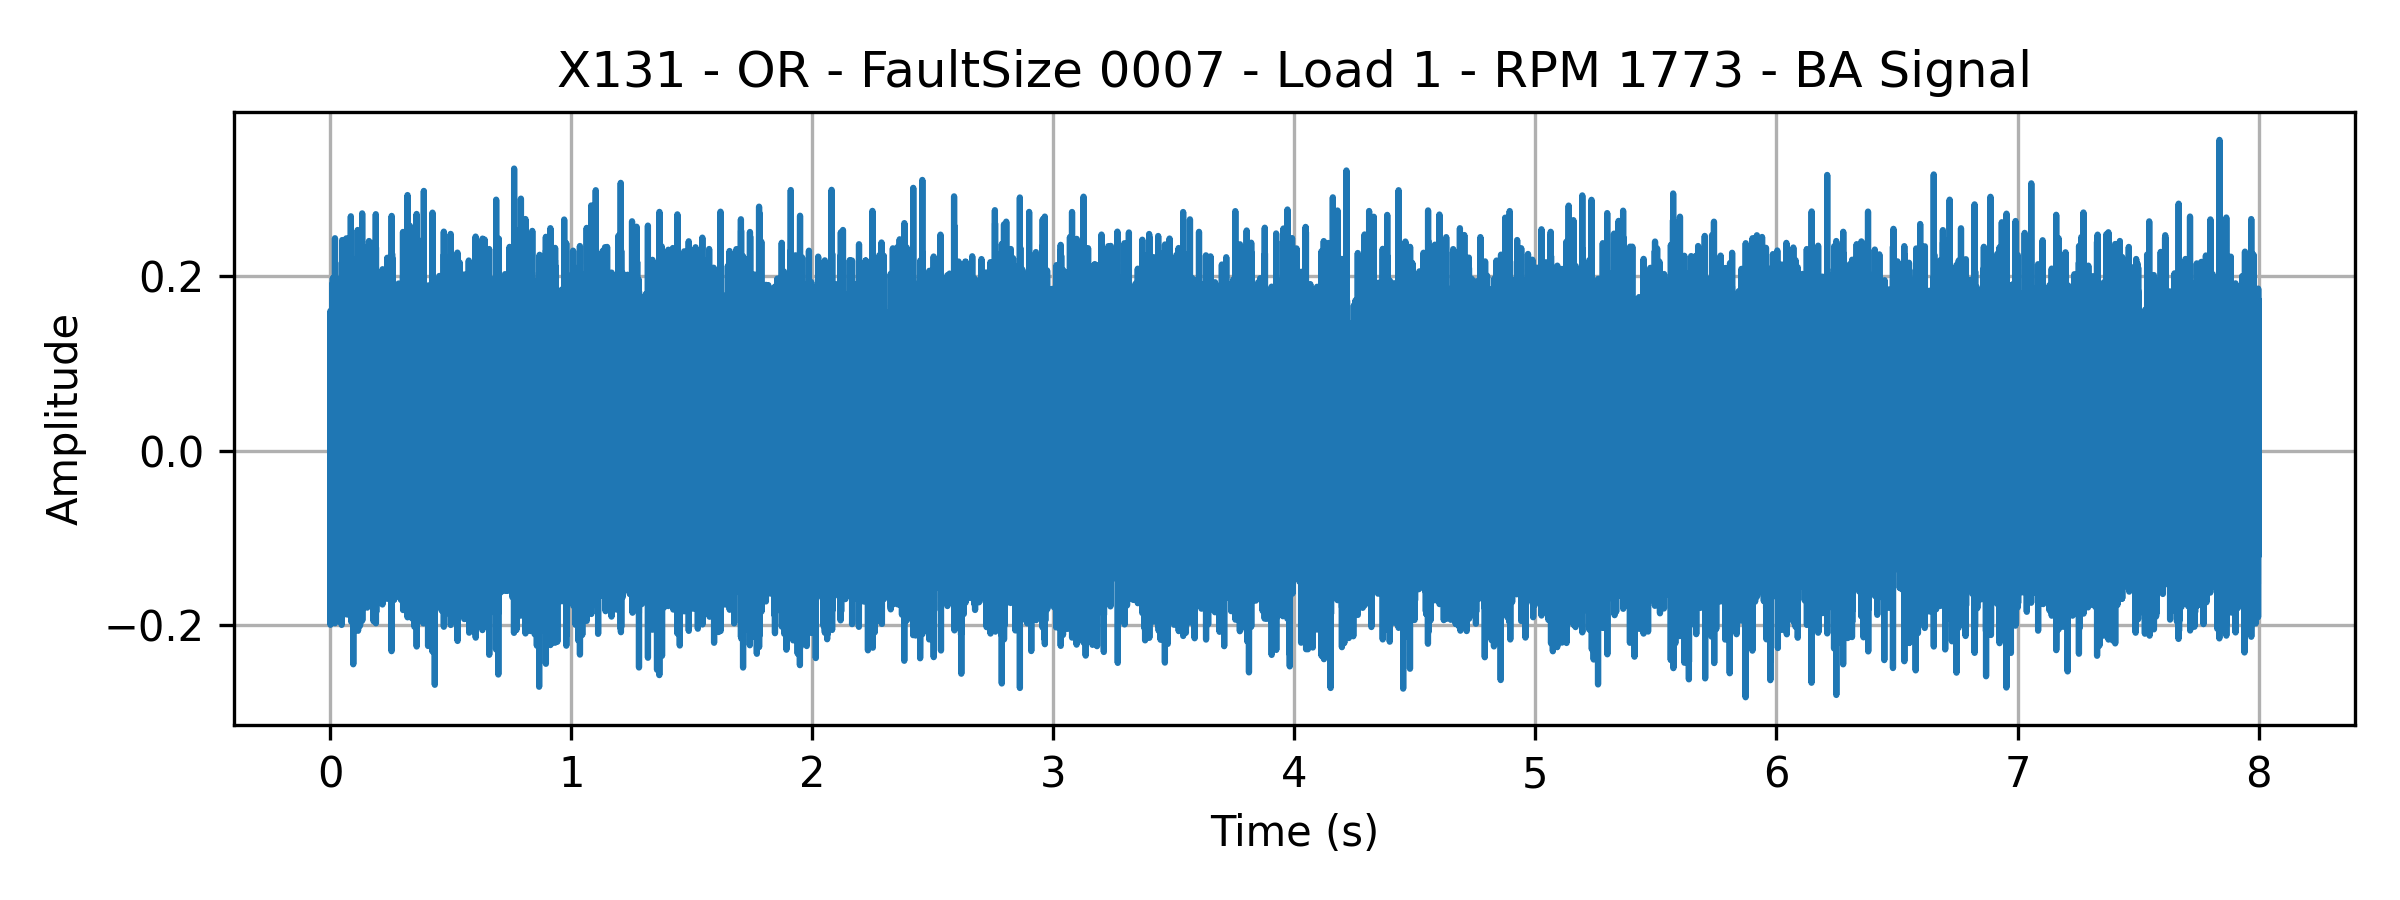 X131 - OR - FaultSize 0007 - Load 1 - RPM 1773 - BA Signal
Amplitude
0.2
0.0
−0.2
0 1 2 3 4 5 6 7 8
Time (s)